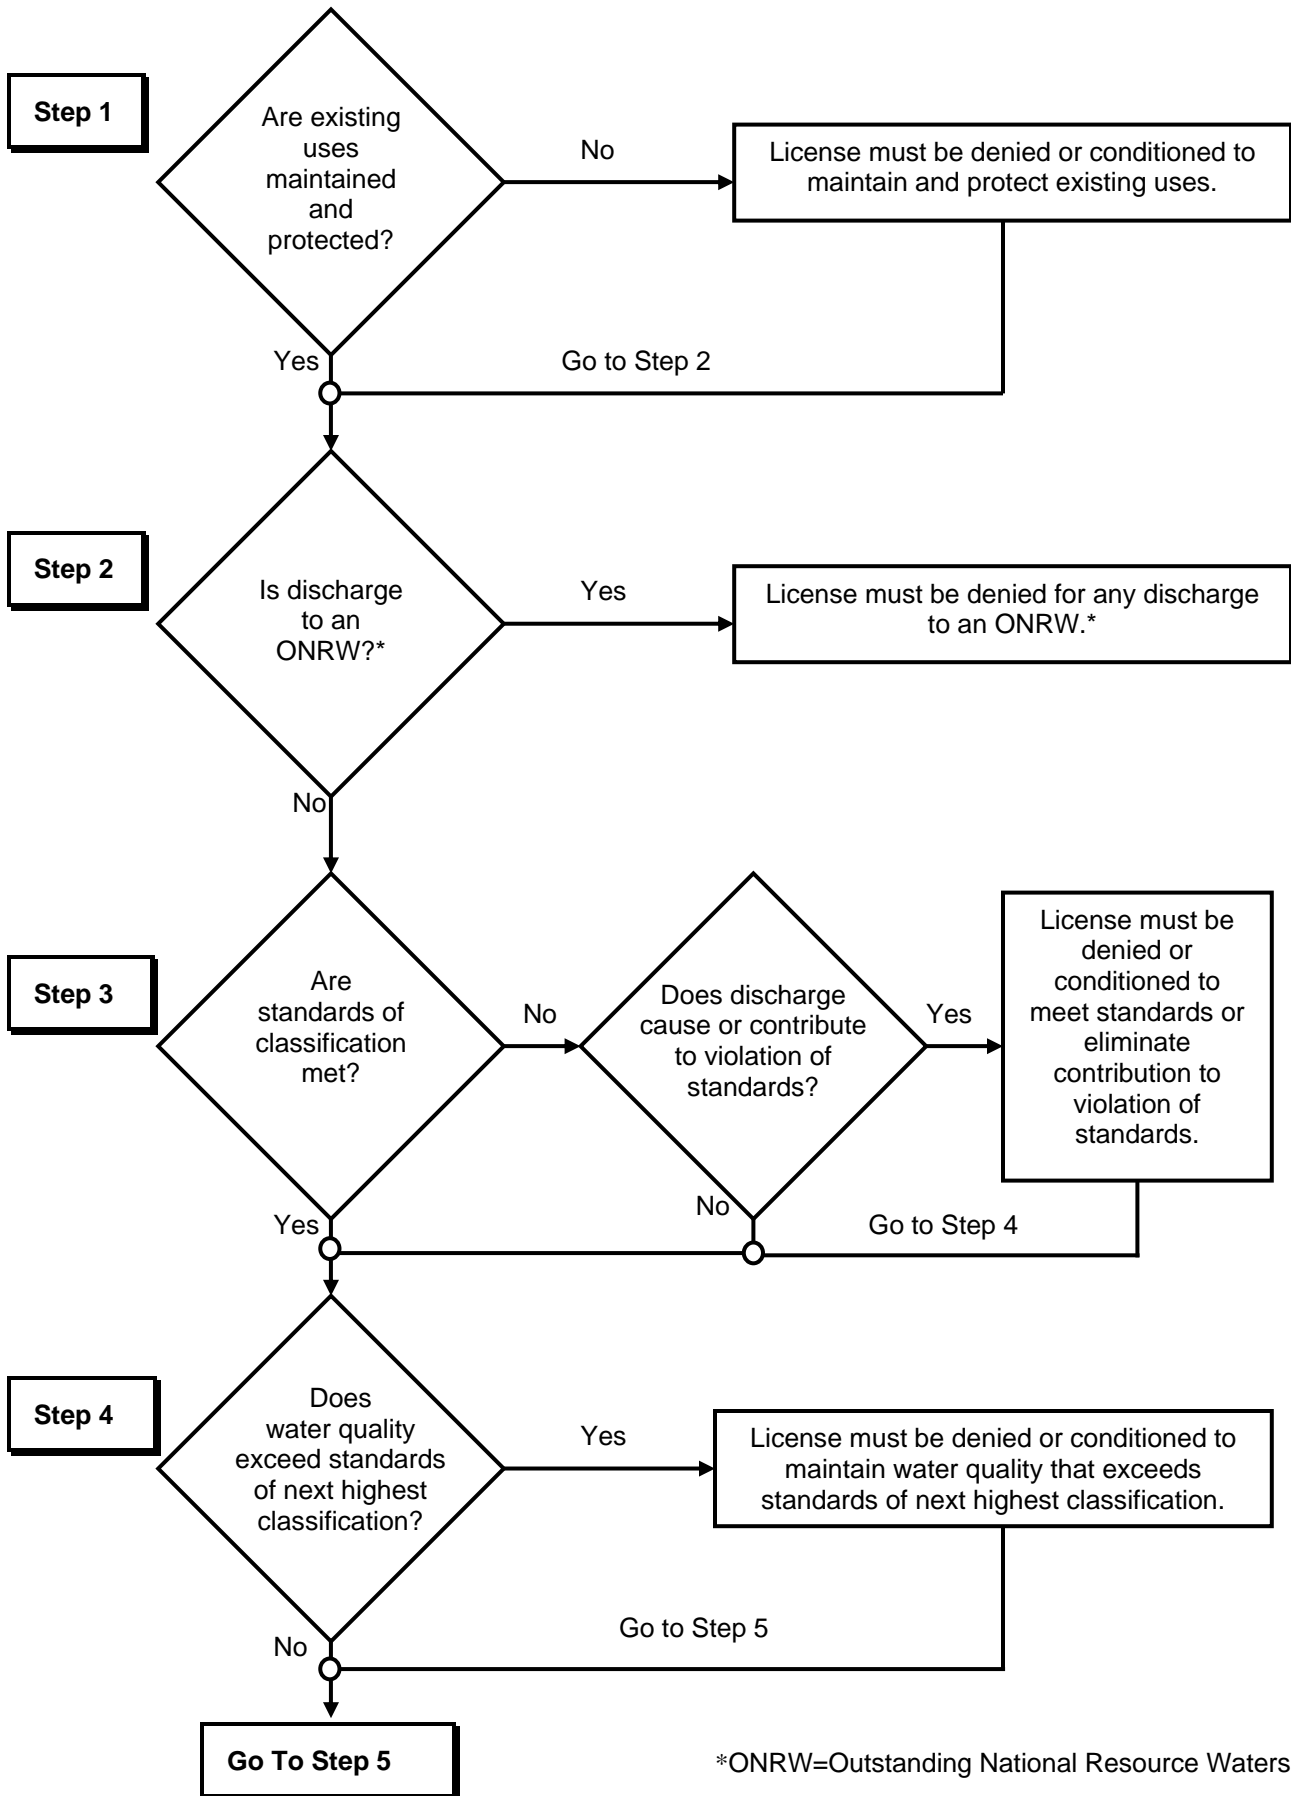 Step 1
Are existing
uses
maintained
and
protected?
No
License must be denied or conditioned to
maintain and protect existing uses.
Yes
Go to Step 2
Step 2
Is discharge
to an
ONRW?*
Yes
License must be denied for any discharge
to an ONRW.*
No
Step 3
Are
standards of
classification
met?
No
Does discharge
cause or contribute
to violation of
standards?
Yes
License must be
denied or
conditioned to
meet standards or
eliminate
contribution to
violation of
standards.
Yes
No
Go to Step 4
Step 4
Does
water quality
exceed standards
of next highest
classification?
Yes
License must be denied or conditioned to
maintain water quality that exceeds
standards of next highest classification.
No
Go to Step 5
Go To Step 5
*ONRW=Outstanding National Resource Waters